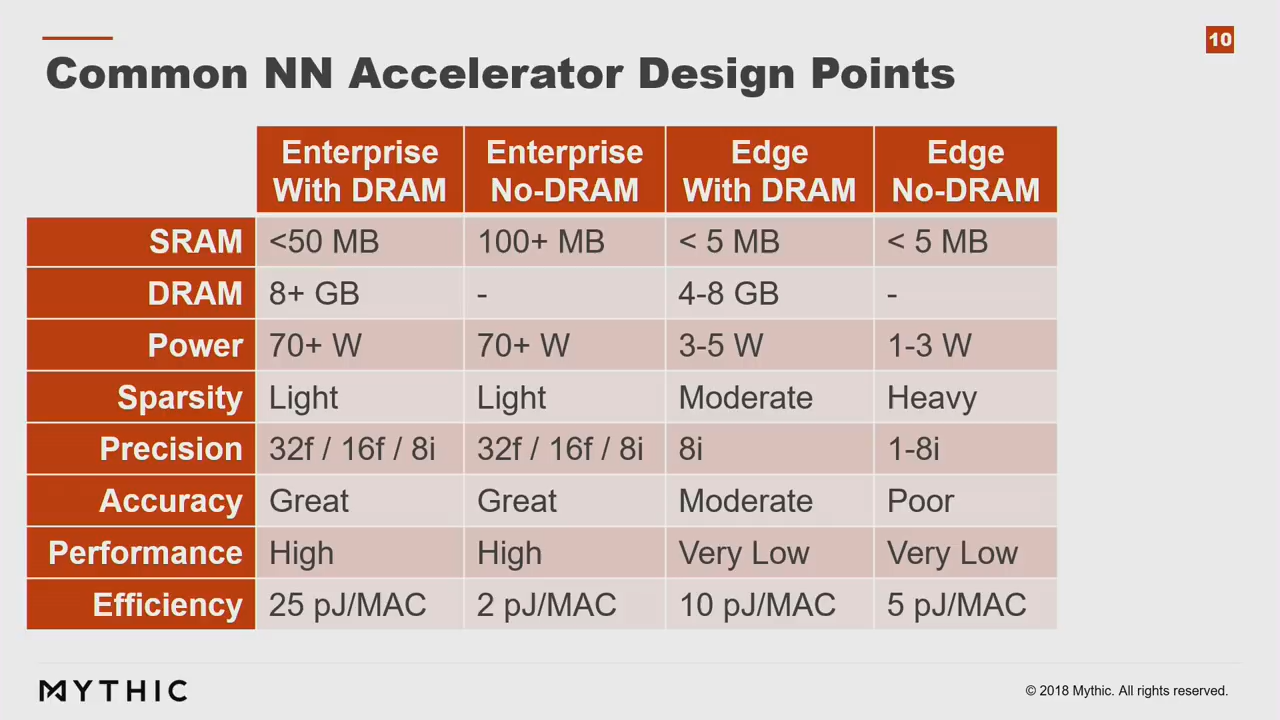 10
Common NN Accelerator Design Points
Enterprise With DRAM | Enterprise No-DRAM | Edge With DRAM | Edge No-DRAM
SRAM | <50 MB | 100+ MB | < 5 MB | < 5 MB
DRAM | 8+ GB | - | 4-8 GB | -
Power | 70+ W | 70+ W | 3-5 W | 1-3 W
Sparsity | Light | Light | Moderate | Heavy
Precision | 32f / 16f / 8i | 32f / 16f / 8i | 8i | 1-8i
Accuracy | Great | Great | Moderate | Poor
Performance | High | High | Very Low | Very Low
Efficiency | 25 pJ/MAC | 2 pJ/MAC | 10 pJ/MAC | 5 pJ/MAC
MYTHIC
© 2018 Mythic. All rights reserved.